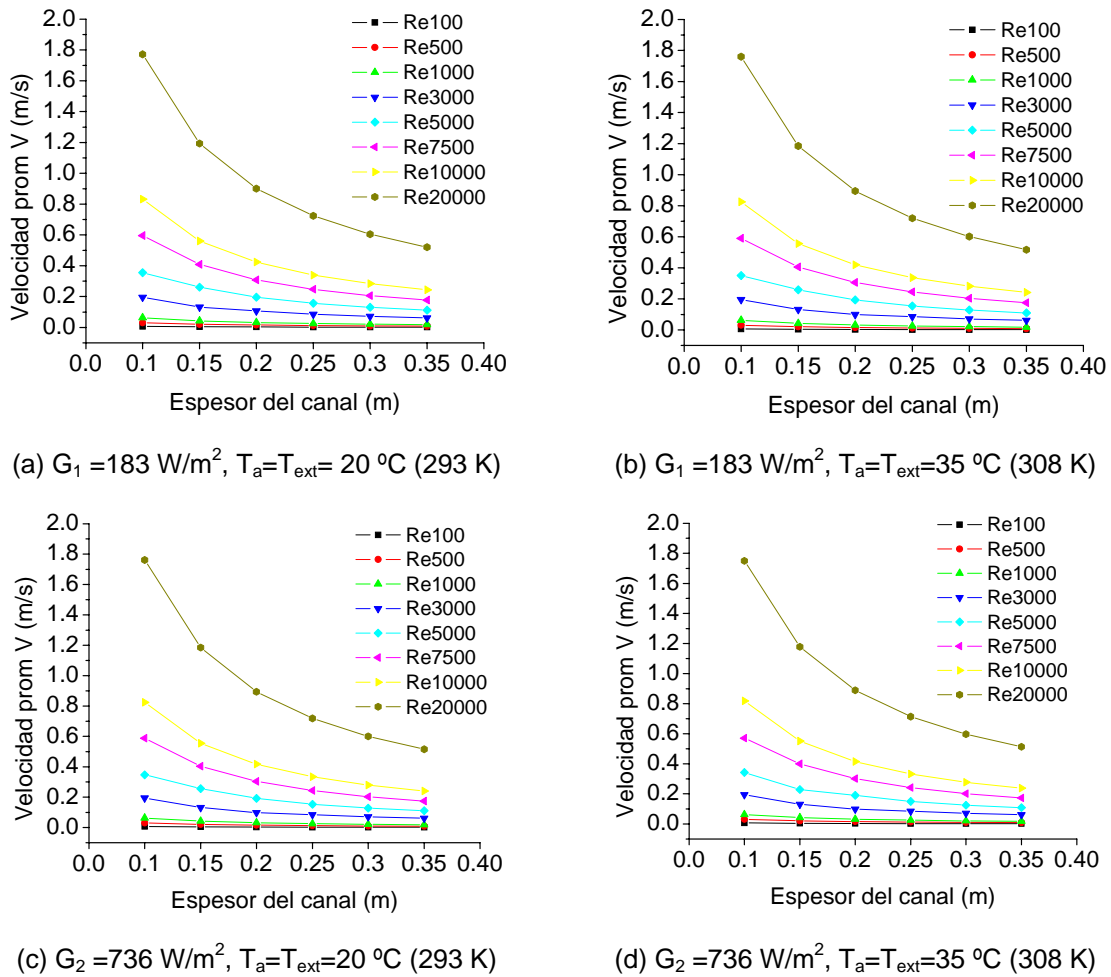 2.0
1.8
1.6
1.4
1.2
1.0
0.8
0.6
0.4
0.2
0.0
Velocidad prom V (m/s)
Re100
Re500
Re1000
Re3000
Re5000
Re7500
Re10000
Re20000
0.0 0.1 0.15 0.2 0.25 0.3 0.35 0.40
Espesor del canal (m)
(a) G₁ =183 W/m², Tₐ=Tₑₓₜ= 20 ºC (293 K)
2.0
1.8
1.6
1.4
1.2
1.0
0.8
0.6
0.4
0.2
0.0
Velocidad prom V (m/s)
Re100
Re500
Re1000
Re3000
Re5000
Re7500
Re10000
Re20000
0.0 0.1 0.15 0.2 0.25 0.3 0.35 0.40
Espesor del canal (m)
(b) G₁ =183 W/m², Tₐ=Tₑₓₜ=35 ºC (308 K)
2.0
1.8
1.6
1.4
1.2
1.0
0.8
0.6
0.4
0.2
0.0
Velocidad prom V (m/s)
Re100
Re500
Re1000
Re3000
Re5000
Re7500
Re10000
Re20000
0.0 0.1 0.15 0.2 0.25 0.3 0.35 0.40
Espesor del canal (m)
(c) G₂ =736 W/m², Tₐ=Tₑₓₜ=20 ºC (293 K)
2.0
1.8
1.6
1.4
1.2
1.0
0.8
0.6
0.4
0.2
0.0
Velocidad prom V (m/s)
Re100
Re500
Re1000
Re3000
Re5000
Re7500
Re10000
Re20000
0.0 0.1 0.15 0.2 0.25 0.3 0.35 0.40
Espesor del canal (m)
(d) G₂ =736 W/m², Tₐ=Tₑₓₜ=35 ºC (308 K)